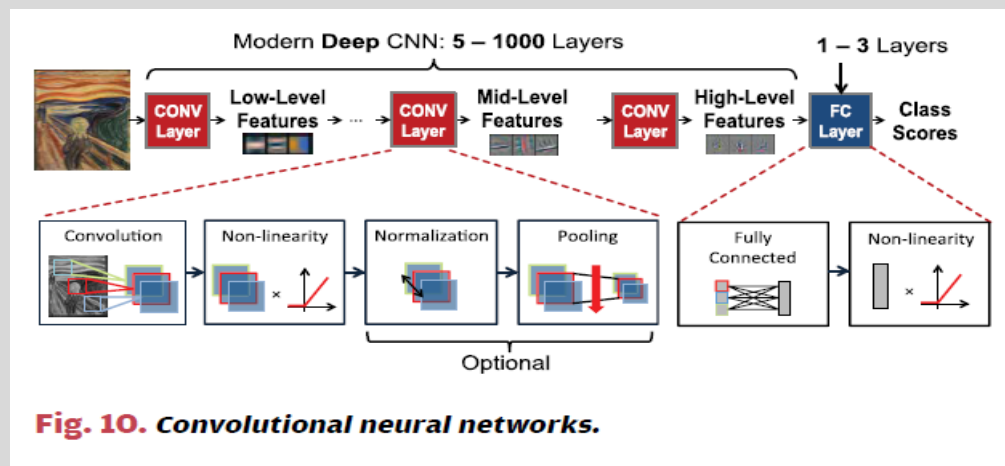 Modern Deep CNN: 5 – 1000 Layers
1 – 3 Layers
CONV
Layer
Low-Level
Features
...
CONV
Layer
Mid-Level
Features
CONV
Layer
High-Level
Features
FC
Layer
Class
Scores
Convolution
Non-linearity
×
Normalization
Pooling
Fully
Connected
Non-linearity
×
Optional
Fig. 10. Convolutional neural networks.